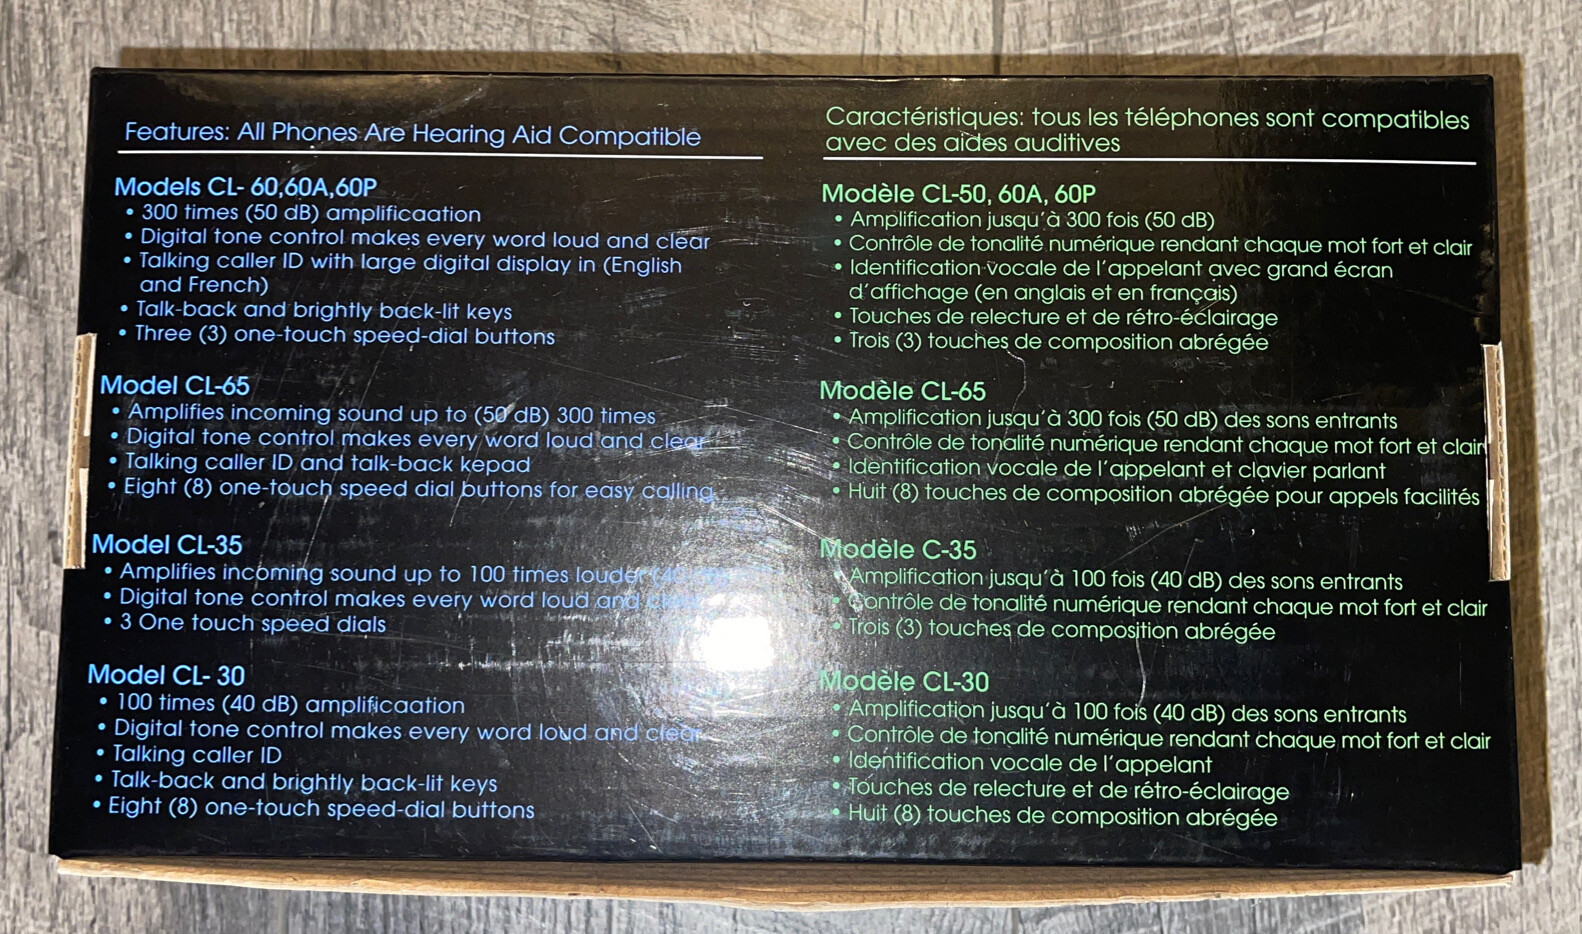 Features: All Phones Are Hearing Aid Compatible
Models CL- 60,60A,60P
• 300 times (50 dB) amplificaation
• Digital tone control makes every word loud and clear
• Talking caller ID with large digital display in (English
and French)
• Talk-back and brightly back-lit keys
• Three (3) one-touch speed-dial buttons
Model CL-65
• Amplifies incoming sound up to (50 dB) 300 times
• Digital tone control makes every word loud and clear
• Talking caller ID and talk-back kepad
• Eight (8) one-touch speed dial buttons for easy calling
Model CL-35
• Amplifies incoming sound up to 100 times louder (40 dB)
• Digital tone control makes every word loud and clear
• 3 One touch speed dials
Model CL- 30
• 100 times (40 dB) amplificaation
• Digital tone control makes every word loud and clear
• Talking caller ID
• Talk-back and brightly back-lit keys
• Eight (8) one-touch speed-dial buttons
Caractéristiques: tous les téléphones sont compatibles
avec des aides auditives
Modèle CL-50, 60A, 60P
• Amplification jusqu'à 300 fois (50 dB)
• Contrôle de tonalité numérique rendant chaque mot fort et clair
• Identification vocale de l'appelant avec grand écran
d'affichage (en anglais et en français)
• Touches de relecture et de rétro-éclairage
• Trois (3) touches de composition abrégée
Modèle CL-65
• Amplification jusqu'à 300 fois (50 dB) des sons entrants
• Contrôle de tonalité numérique rendant chaque mot fort et clair
• Identification vocale de l'appelant et clavier parlant
• Huit (8) touches de composition abrégée pour appels facilités
Modèle C-35
• Amplification jusqu'à 100 fois (40 dB) des sons entrants
• Contrôle de tonalité numérique rendant chaque mot fort et clair
• Trois (3) touches de composition abrégée
Modèle CL-30
• Amplification jusqu'à 100 fois (40 dB) des sons entrants
• Contrôle de tonalité numérique rendant chaque mot fort et clair
• Identification vocale de l'appelant
• Touches de relecture et de rétro-éclairage
• Huit (8) touches de composition abrégée